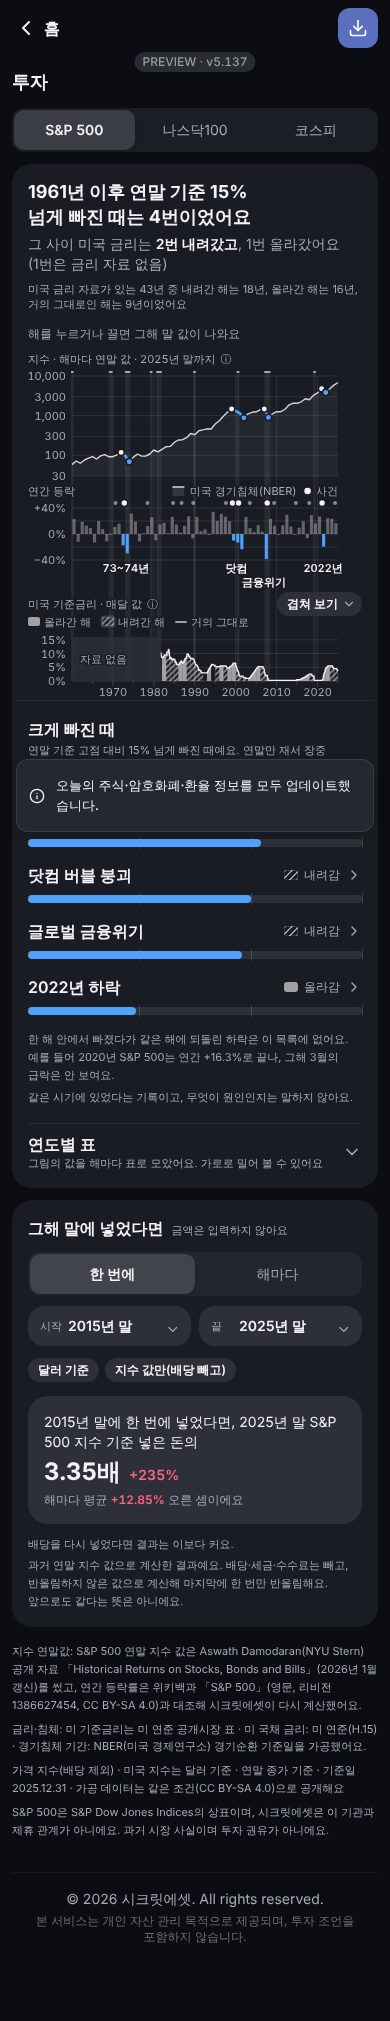 홈
PREVIEW · v5.137
투자
S&P 500
나스닥100
코스피
1961년 이후 연말 기준 15%
넘게 빠진 때는 4번이었어요
그 사이 미국 금리는 2번 내려갔고, 1번 올라갔어요
(1번은 금리 자료 없음)
미국 금리 자료가 있는 43년 중 내려간 해는 18년, 올라간 해는 16년,
거의 그대로인 해는 9년이었어요
해를 누르거나 끌면 그해 말 값이 나와요
지수 · 해마다 연말 값 · 2025년 말까지 ⓘ
10,000
3,000
1,000
300
100
30
연간 등락
미국 경기침체(NBER)
사건
+40%
0%
−40%
73~74년
닷컴
2022년
금융위기
미국 기준금리 · 매달 값 ⓘ
겹쳐 보기
올라간 해
내려간 해
거의 그대로
15%
10%
5%
0%
자료 없음
1970
1980
1990
2000
2010
2020
크게 빠진 때
연말 기준 고점 대비 15% 넘게 빠진 때예요. 연말만 재서 장중
오늘의 주식·암호화폐·환율 정보를 모두 업데이트했
습니다.
닷컴 버블 붕괴
내려감
글로벌 금융위기
내려감
2022년 하락
올라감
한 해 안에서 빠졌다가 같은 해에 되돌린 하락은 이 목록에 없어요.
예를 들어 2020년 S&P 500는 연간 +16.3%로 끝나, 그해 3월의
급락은 안 보여요.
같은 시기에 있었다는 기록이고, 무엇이 원인인지는 말하지 않아요.
연도별 표
그림의 값을 해마다 표로 모았어요. 가로로 밀어 볼 수 있어요
그해 말에 넣었다면
금액은 입력하지 않아요
한 번에
해마다
시작
2015년 말
끝
2025년 말
달러 기준
지수 값만(배당 빼고)
2015년 말에 한 번에 넣었다면, 2025년 말 S&P
500 지수 기준 넣은 돈의
3.35배 +235%
해마다 평균 +12.85% 오른 셈이에요
배당을 다시 넣었다면 결과는 이보다 커요.
과거 연말 지수 값으로 계산한 결과예요. 배당·세금·수수료는 빼고,
반올림하지 않은 값으로 계산해 마지막에 한 번만 반올림해요.
앞으로도 같다는 뜻은 아니에요.
지수 연말값: S&P 500 연말 지수 값은 Aswath Damodaran(NYU Stern)
공개 자료 「Historical Returns on Stocks, Bonds and Bills」(2026년 1월
갱신)를 썼고, 연간 등락률은 위키백과 「S&P 500」(영문, 리비전
1386627454, CC BY-SA 4.0)과 대조해 시크릿에셋이 다시 계산했어요.
금리·침체: 미 기준금리는 미 연준 공개시장 표 · 미 국채 금리: 미 연준(H.15)
· 경기침체 기간: NBER(미국 경제연구소) 경기순환 기준일을 가공했어요.
가격 지수(배당 제외) · 미국 지수는 달러 기준 · 연말 종가 기준 · 기준일
2025.12.31 · 가공 데이터는 같은 조건(CC BY-SA 4.0)으로 공개해요
S&P 500은 S&P Dow Jones Indices의 상표이며, 시크릿에셋은 이 기관과
제휴 관계가 아니에요. 과거 시장 사실이며 투자 권유가 아니에요.
© 2026 시크릿에셋. All rights reserved.
본 서비스는 개인 자산 관리 목적으로 제공되며, 투자 조언을
포함하지 않습니다.